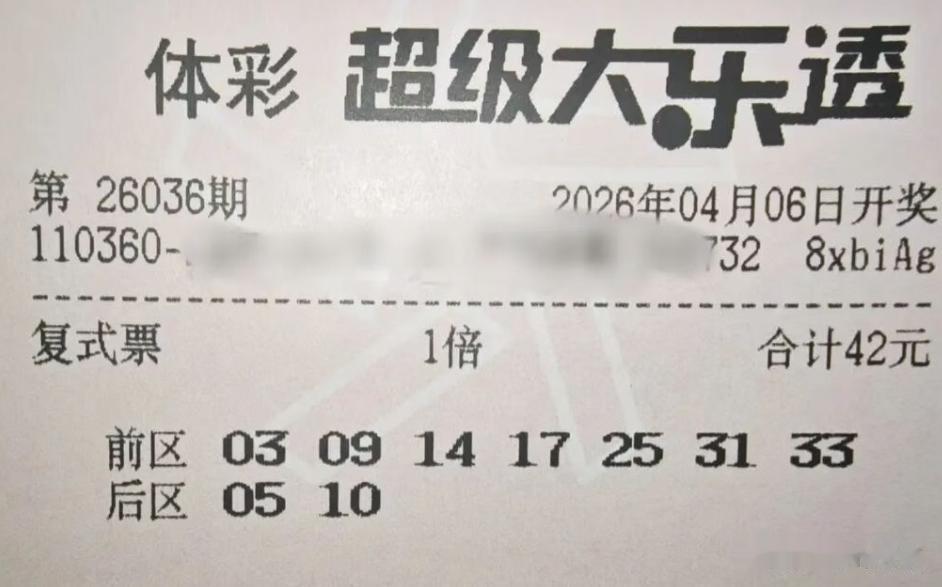 体彩 超级大乐透
第 26036期 2026年04月06日开奖
110360- 732 8xbiAg
复式票 1倍 合计42元
前区 03 09 14 17 25 31 33
后区 05 10